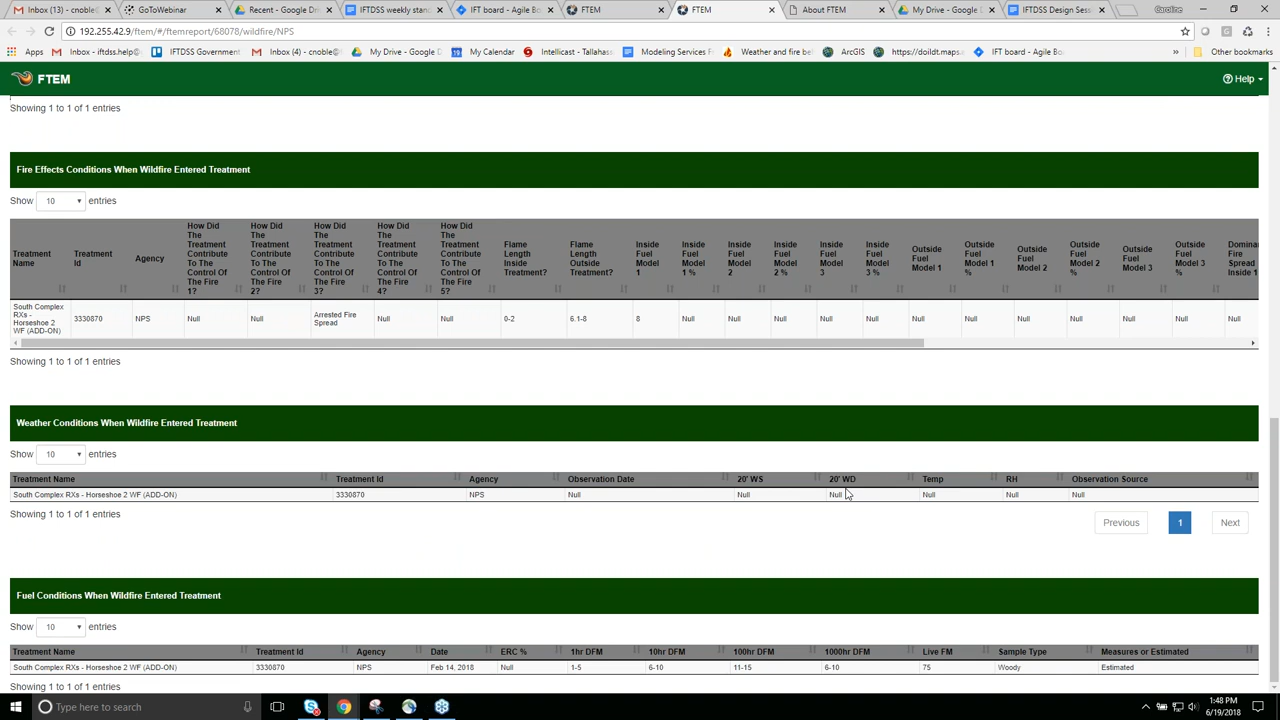 Inbox (13) - cnoble@
GoToWebinar
Recent - Google Dri
IFTDSS weekly stan
IFT board - Agile Boa
FTEM
FTEM
About FTEM
My Drive - Google D
IFTDSS Design Sess
Caroline
192.255.42.9/ftem/#/ftemreport/68078/wildfire/NPS
Apps
Inbox - iftdss.help@
IFTDSS Government
Inbox (4) - cnoble@
My Drive - Google D
My Calendar
Intellicast - Tallahass
Modeling Services F
Weather and fire be
ArcGIS
https://doildt.maps.
IFT board - Agile Bo
»
Other bookmarks
FTEM
Help
Showing 1 to 1 of 1 entries
Fire Effects Conditions When Wildfire Entered Treatment
Show 10 entries
Treatment Name
Treatment Id
Agency
How Did The Treatment Contribute To The Control Of The Fire 1?
How Did The Treatment Contribute To The Control Of The Fire 2?
How Did The Treatment Contribute To The Control Of The Fire 3?
How Did The Treatment Contribute To The Control Of The Fire 4?
How Did The Treatment Contribute To The Control Of The Fire 5?
Flame Length Inside Treatment?
Flame Length Outside Treatment?
Inside Fuel Model 1
Inside Fuel Model 1 %
Inside Fuel Model 2
Inside Fuel Model 2 %
Inside Fuel Model 3
Inside Fuel Model 3 %
Outside Fuel Model 1
Outside Fuel Model 1 %
Outside Fuel Model 2
Outside Fuel Model 2 %
Outside Fuel Model 3
Outside Fuel Model 3 %
Domina Fire Spread Inside 1
South Complex RXs - Horseshoe 2 WF (ADD-ON)
3330870
NPS
Null
Null
Arrested Fire Spread
Null
Null
0-2
6.1-8
8
Null
Null
Null
Null
Null
Null
Null
Null
Null
Null
Null
Null
Showing 1 to 1 of 1 entries
Weather Conditions When Wildfire Entered Treatment
Show 10 entries
Treatment Name Treatment Id Agency Observation Date 20' WS 20' WD Temp RH Observation Source
South Complex RXs - Horseshoe 2 WF (ADD-ON) 3330870 NPS Null Null Null Null Null Null
Showing 1 to 1 of 1 entries
Previous 1 Next
Fuel Conditions When Wildfire Entered Treatment
Show 10 entries
Treatment Name Treatment Id Agency Date ERC % 1hr DFM 10hr DFM 100hr DFM 1000hr DFM Live FM Sample Type Measures or Estimated
South Complex RXs - Horseshoe 2 WF (ADD-ON) 3330870 NPS Feb 14, 2018 Null 1-5 6-10 11-15 6-10 75 Woody Estimated
Showing 1 to 1 of 1 entries
Type here to search
1:48 PM
6/19/2018